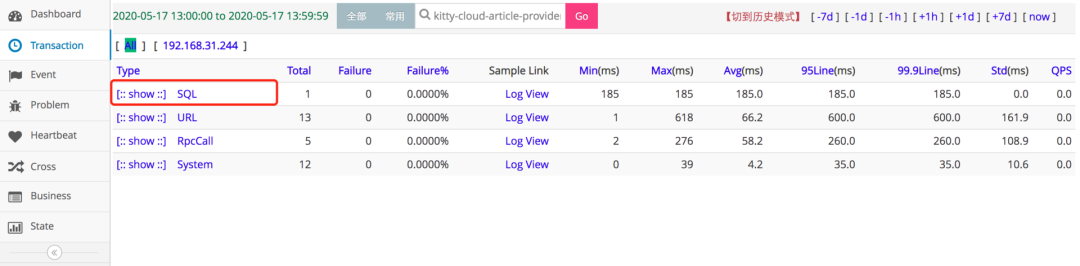 Dashboard
2020-05-17 13:00:00 to 2020-05-17 13:59:59 全部 常用 kitty-cloud-article-provide Go 【切到历史模式】 [ -7d ] [ -1d ] [ -1h ] [ +1h ] [ +1d ] [ +7d ] [ now ]
Transaction
[ All ] [ 192.168.31.244 ]
Type Total Failure Failure% Sample Link Min(ms) Max(ms) Avg(ms) 95Line(ms) 99.9Line(ms) Std(ms) QPS
Event
[:: show ::] SQL 1 0 0.0000% Log View 185 185 185.0 185.0 185.0 0.0 0.0
Problem
[:: show ::] URL 13 0 0.0000% Log View 1 618 66.2 600.0 600.0 161.9 0.0
Heartbeat
[:: show ::] RpcCall 5 0 0.0000% Log View 2 276 58.2 260.0 260.0 108.9 0.0
Cross
[:: show ::] System 12 0 0.0000% Log View 0 39 4.2 35.0 35.0 10.6 0.0
Business
State